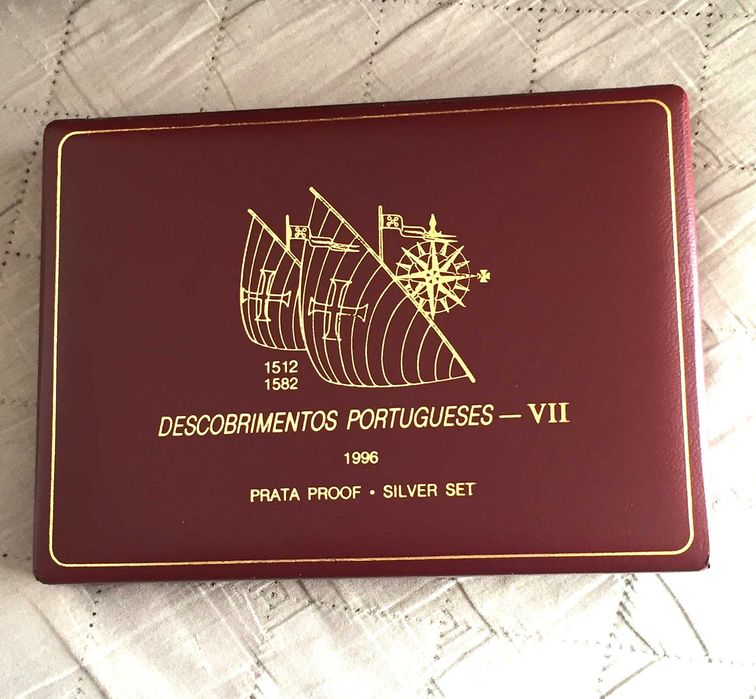 1512
1582
DESCOBRIMENTOS PORTUGUESES — VII
1996
PRATA PROOF • SILVER SET